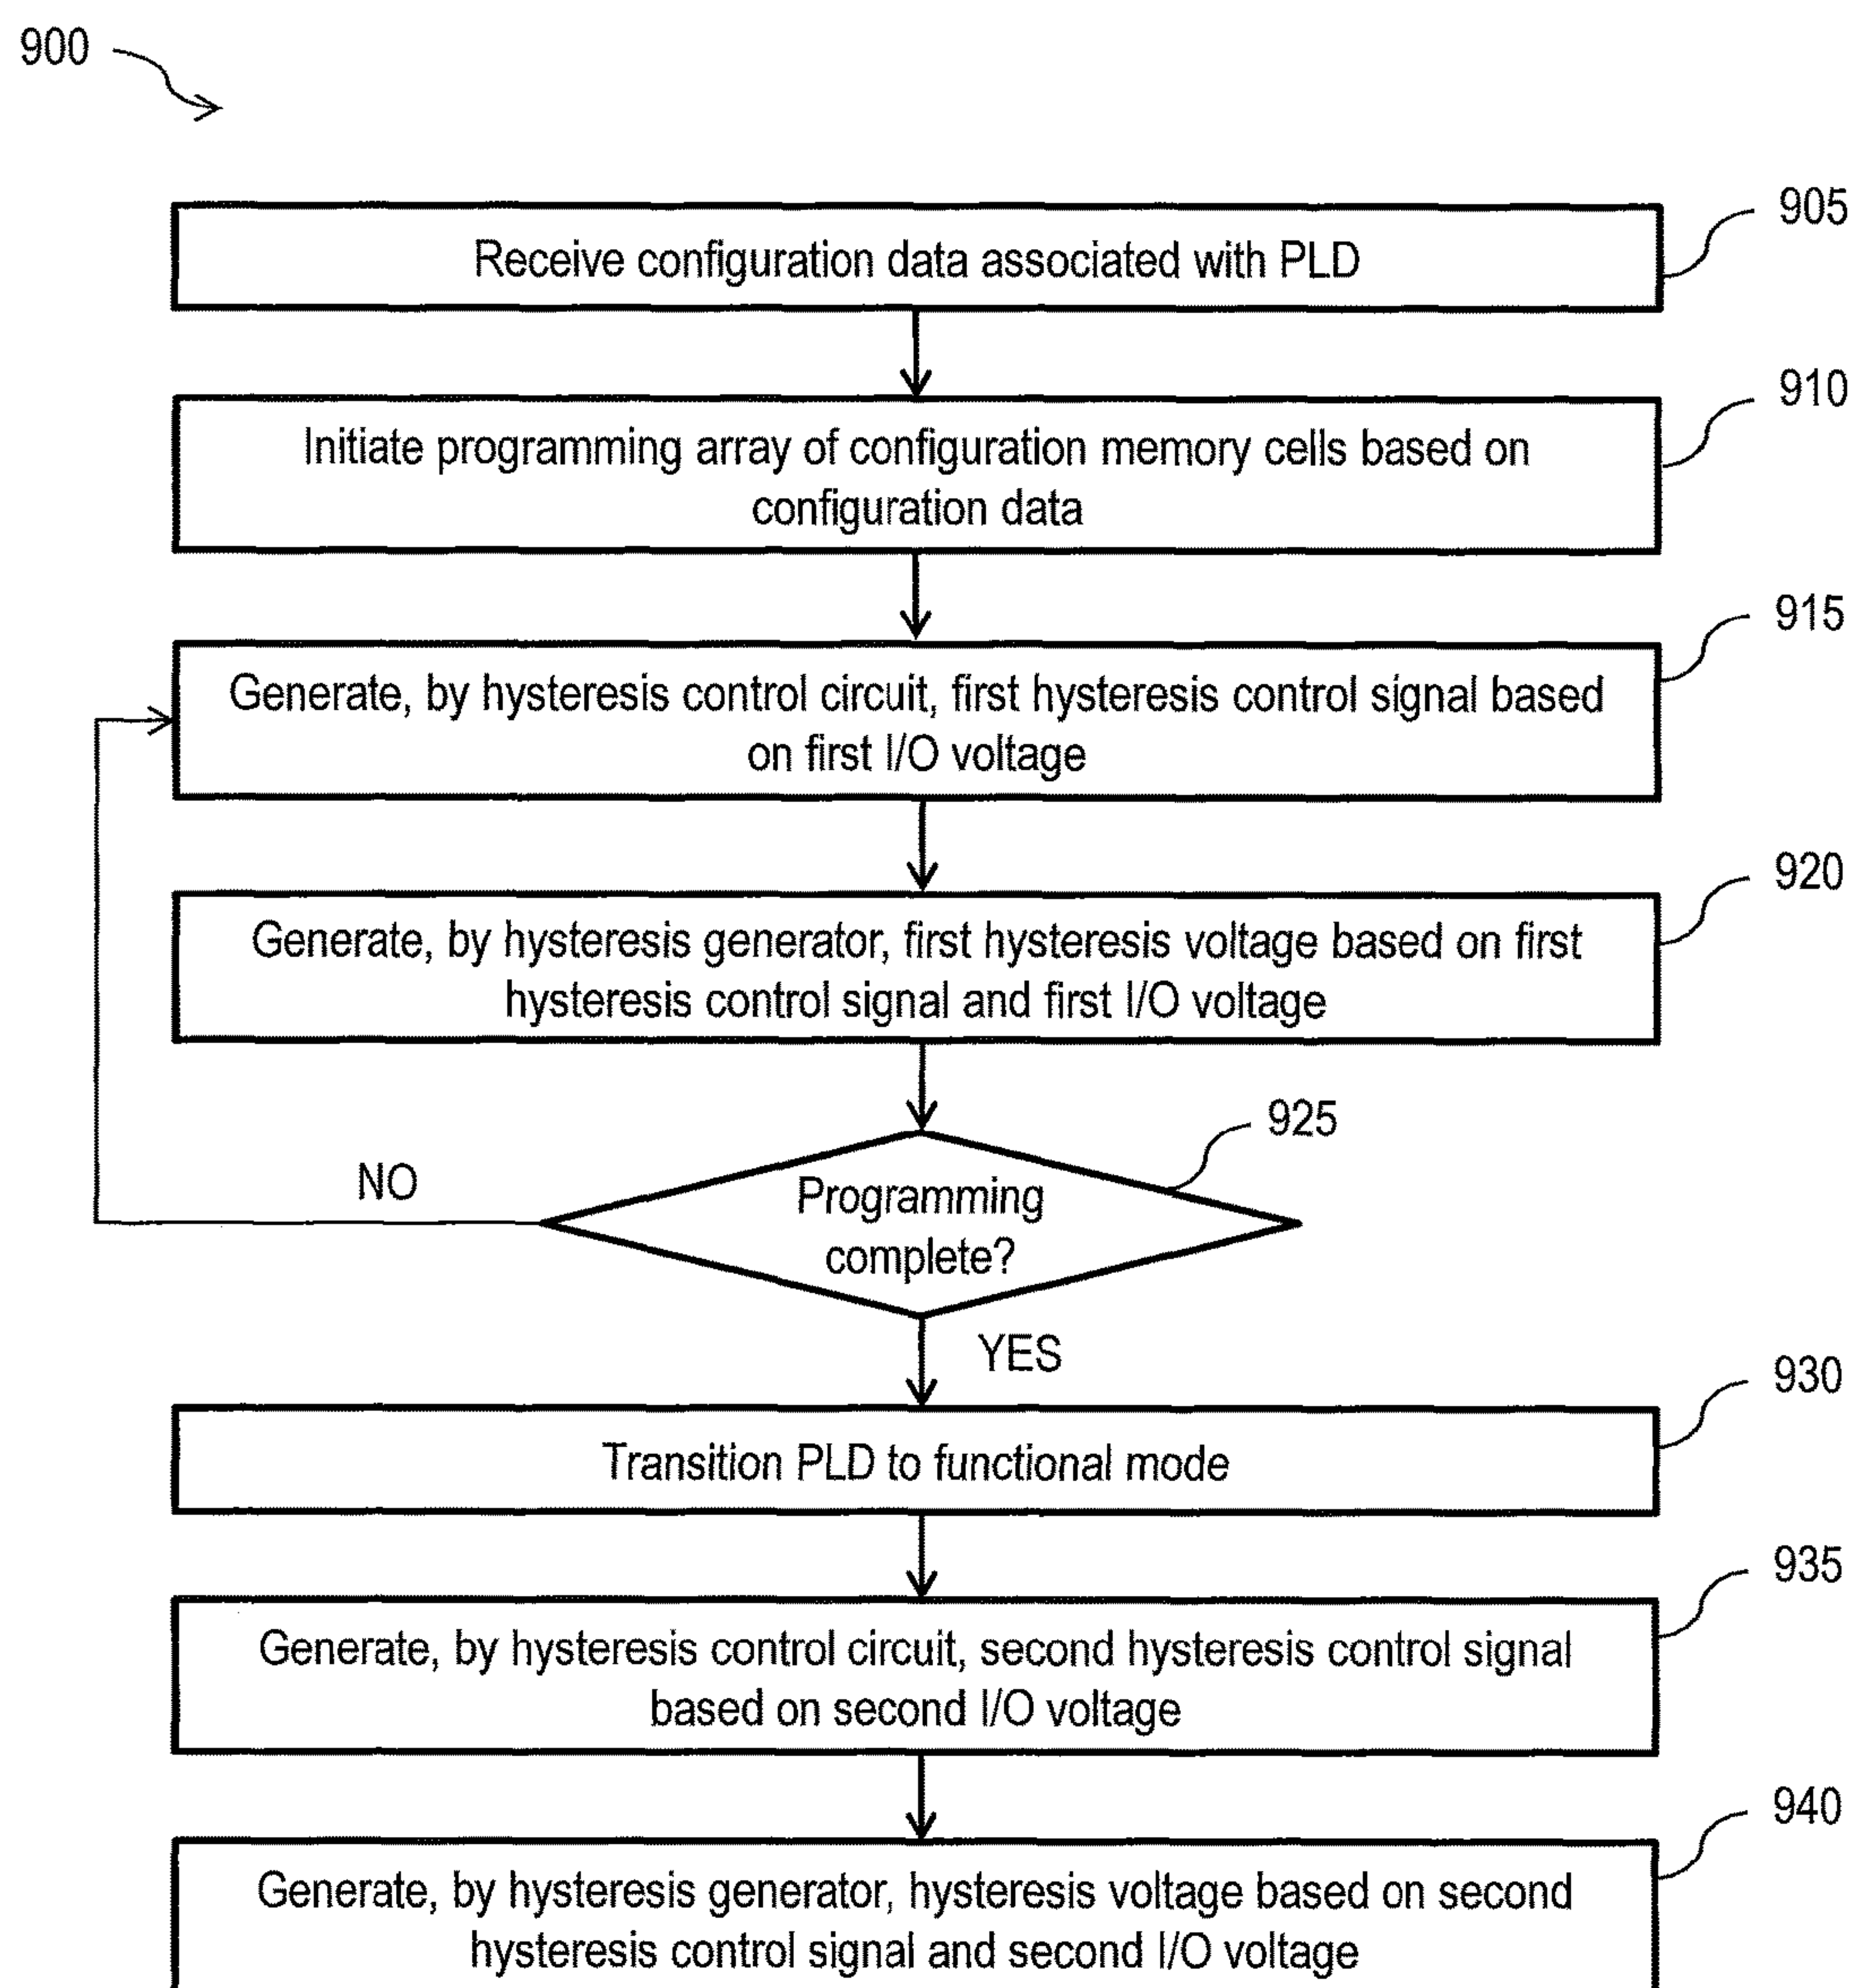 900
905
Receive configuration data associated with PLD
910
Initiate programming array of configuration memory cells based on
configuration data
915
Generate, by hysteresis control circuit, first hysteresis control signal based
on first I/O voltage
920
Generate, by hysteresis generator, first hysteresis voltage based on first
hysteresis control signal and first I/O voltage
925
NO
Programming
complete?
YES
930
Transition PLD to functional mode
935
Generate, by hysteresis control circuit, second hysteresis control signal
based on second I/O voltage
940
Generate, by hysteresis generator, hysteresis voltage based on second
hysteresis control signal and second I/O voltage